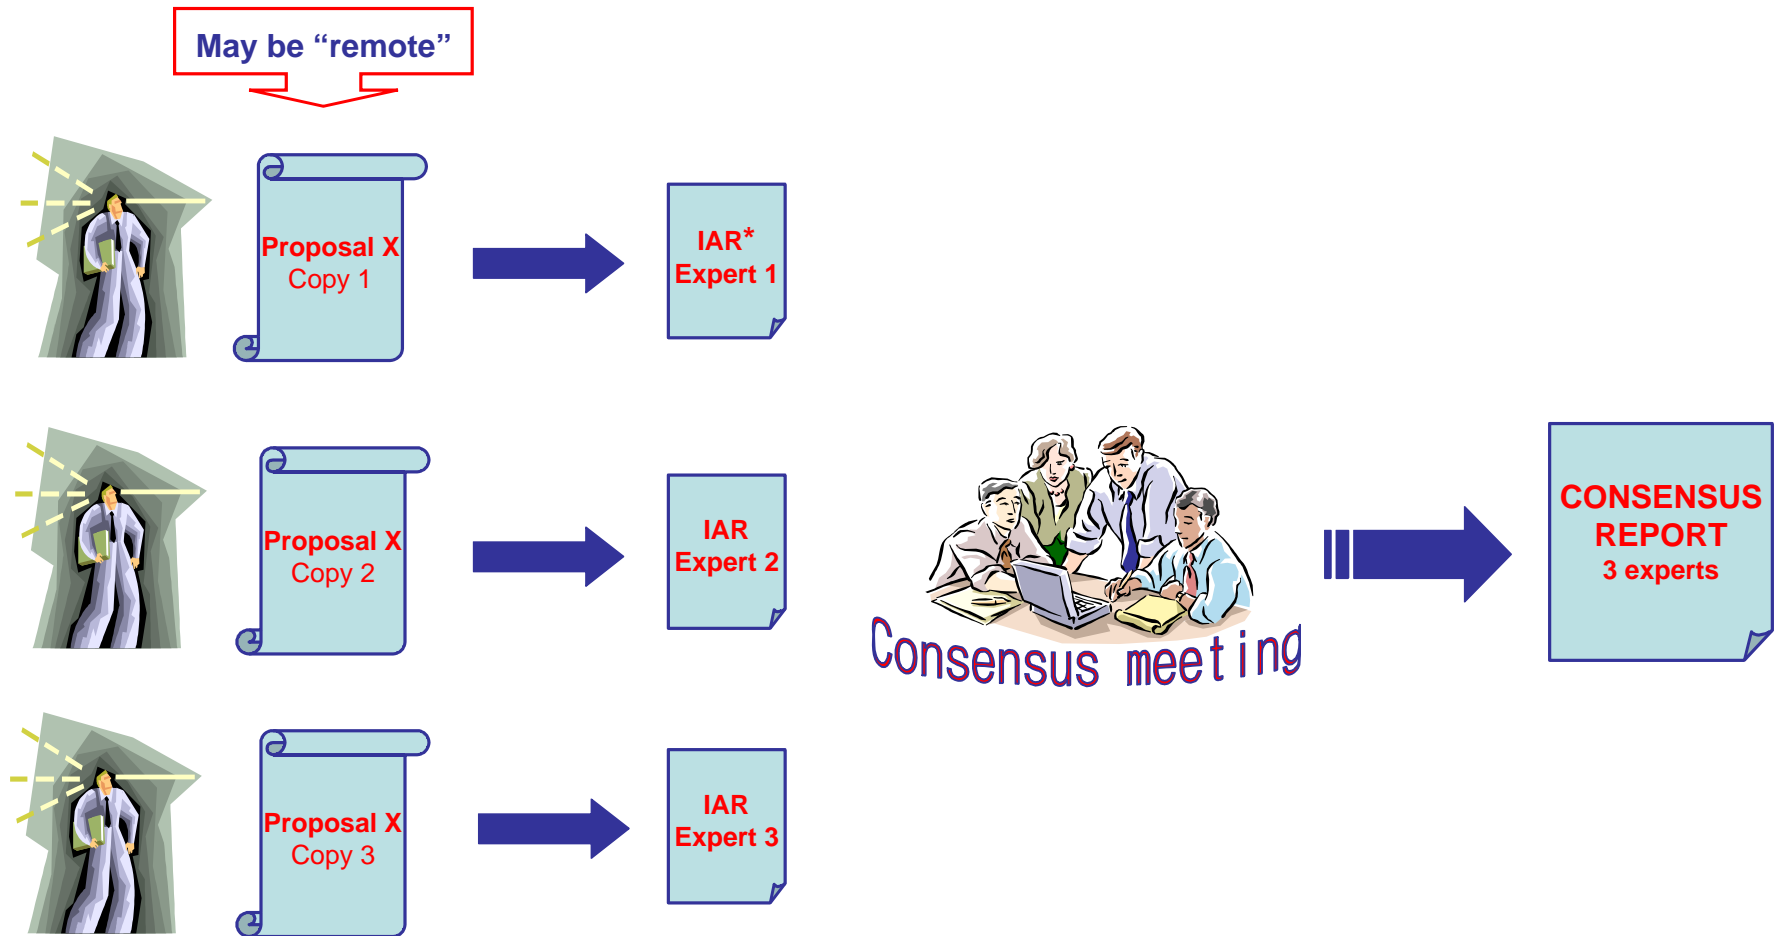 May be “remote”
Proposal X
Copy 1
IAR*
Expert 1
Proposal X
Copy 2
IAR
Expert 2
Consensus meeting
CONSENSUS
REPORT
3 experts
Proposal X
Copy 3
IAR
Expert 3